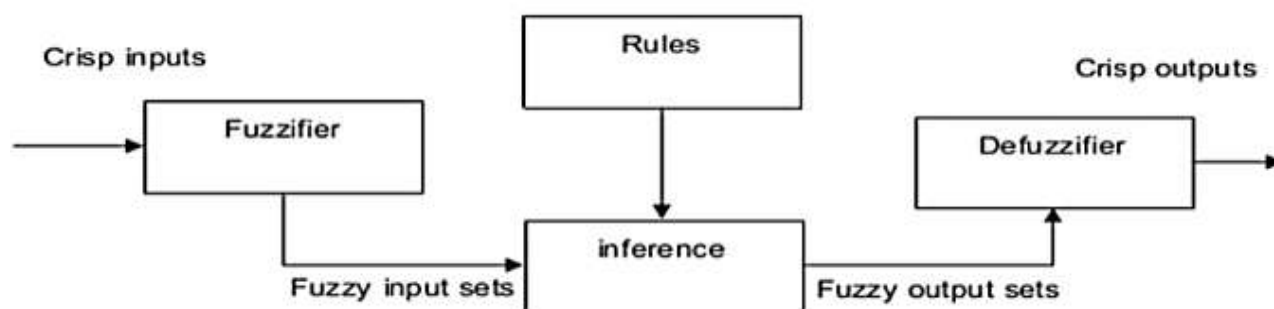 Rules
Crisp inputs
Crisp outputs
Fuzzifier
Defuzzifier
inference
Fuzzy input sets
Fuzzy output sets